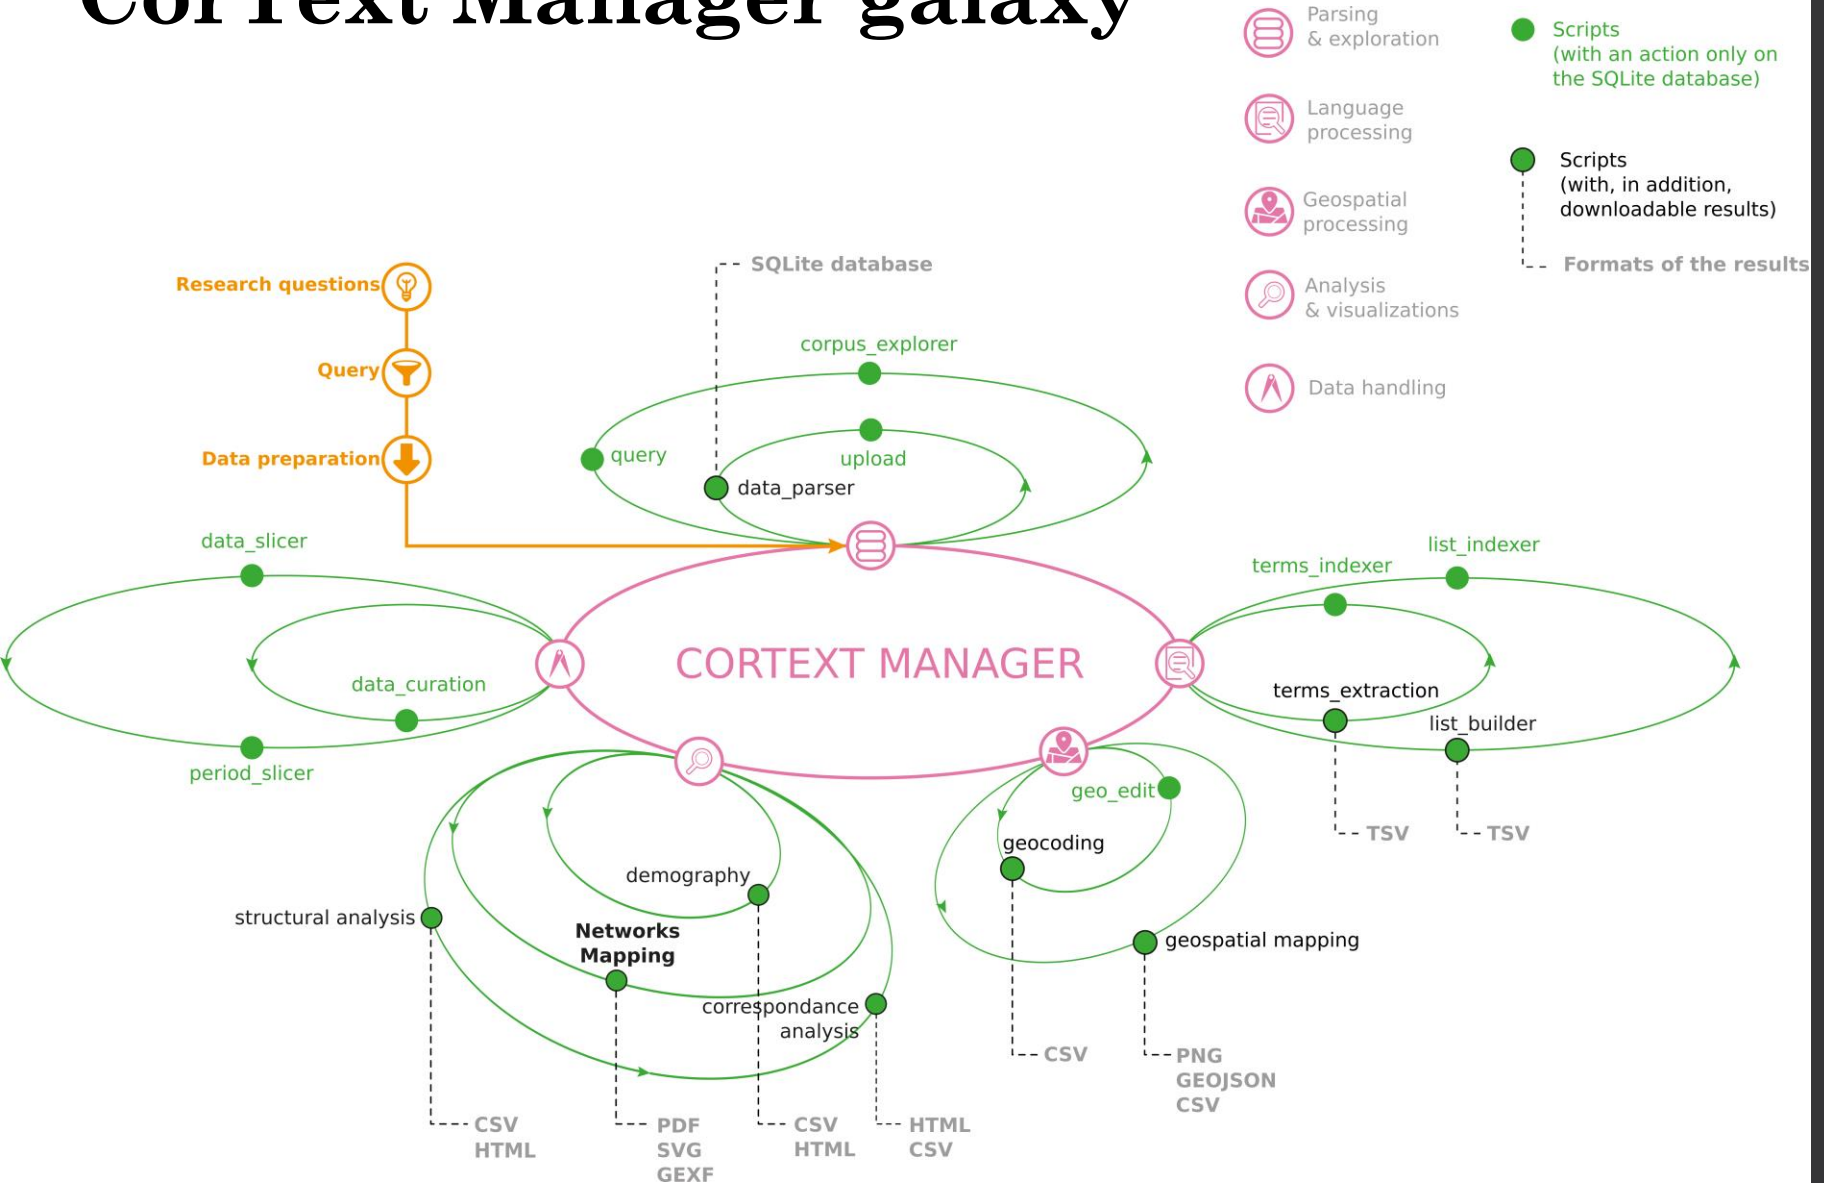 CorText Manager galaxy
Parsing
& exploration
Language
processing
Geospatial
processing
Analysis
& visualizations
Data handling
Scripts
(with an action only on
the SQLite database)
Scripts
(with, in addition,
downloadable results)
Formats of the results
Research questions
Query
Data preparation
SQLite database
corpus_explorer
query
upload
data_parser
data_slicer
data_curation
period_slicer
CORTEXT MANAGER
list_indexer
terms_indexer
terms_extraction
list_builder
TSV
TSV
geo_edit
geocoding
geospatial mapping
CSV
PNG
GEOJSON
CSV
demography
structural analysis
Networks
Mapping
correspondance
analysis
CSV
HTML
PDF
SVG
GEXF
CSV
HTML
HTML
CSV